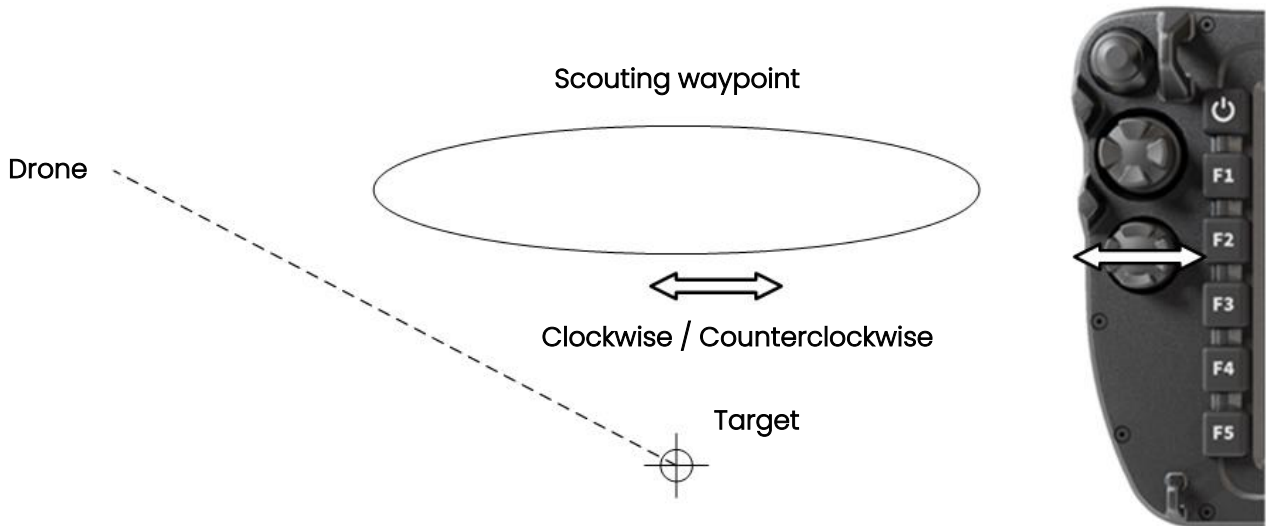 Scouting waypoint
Drone
Clockwise / Counterclockwise
Target
F1
F2
F3
F4
F5